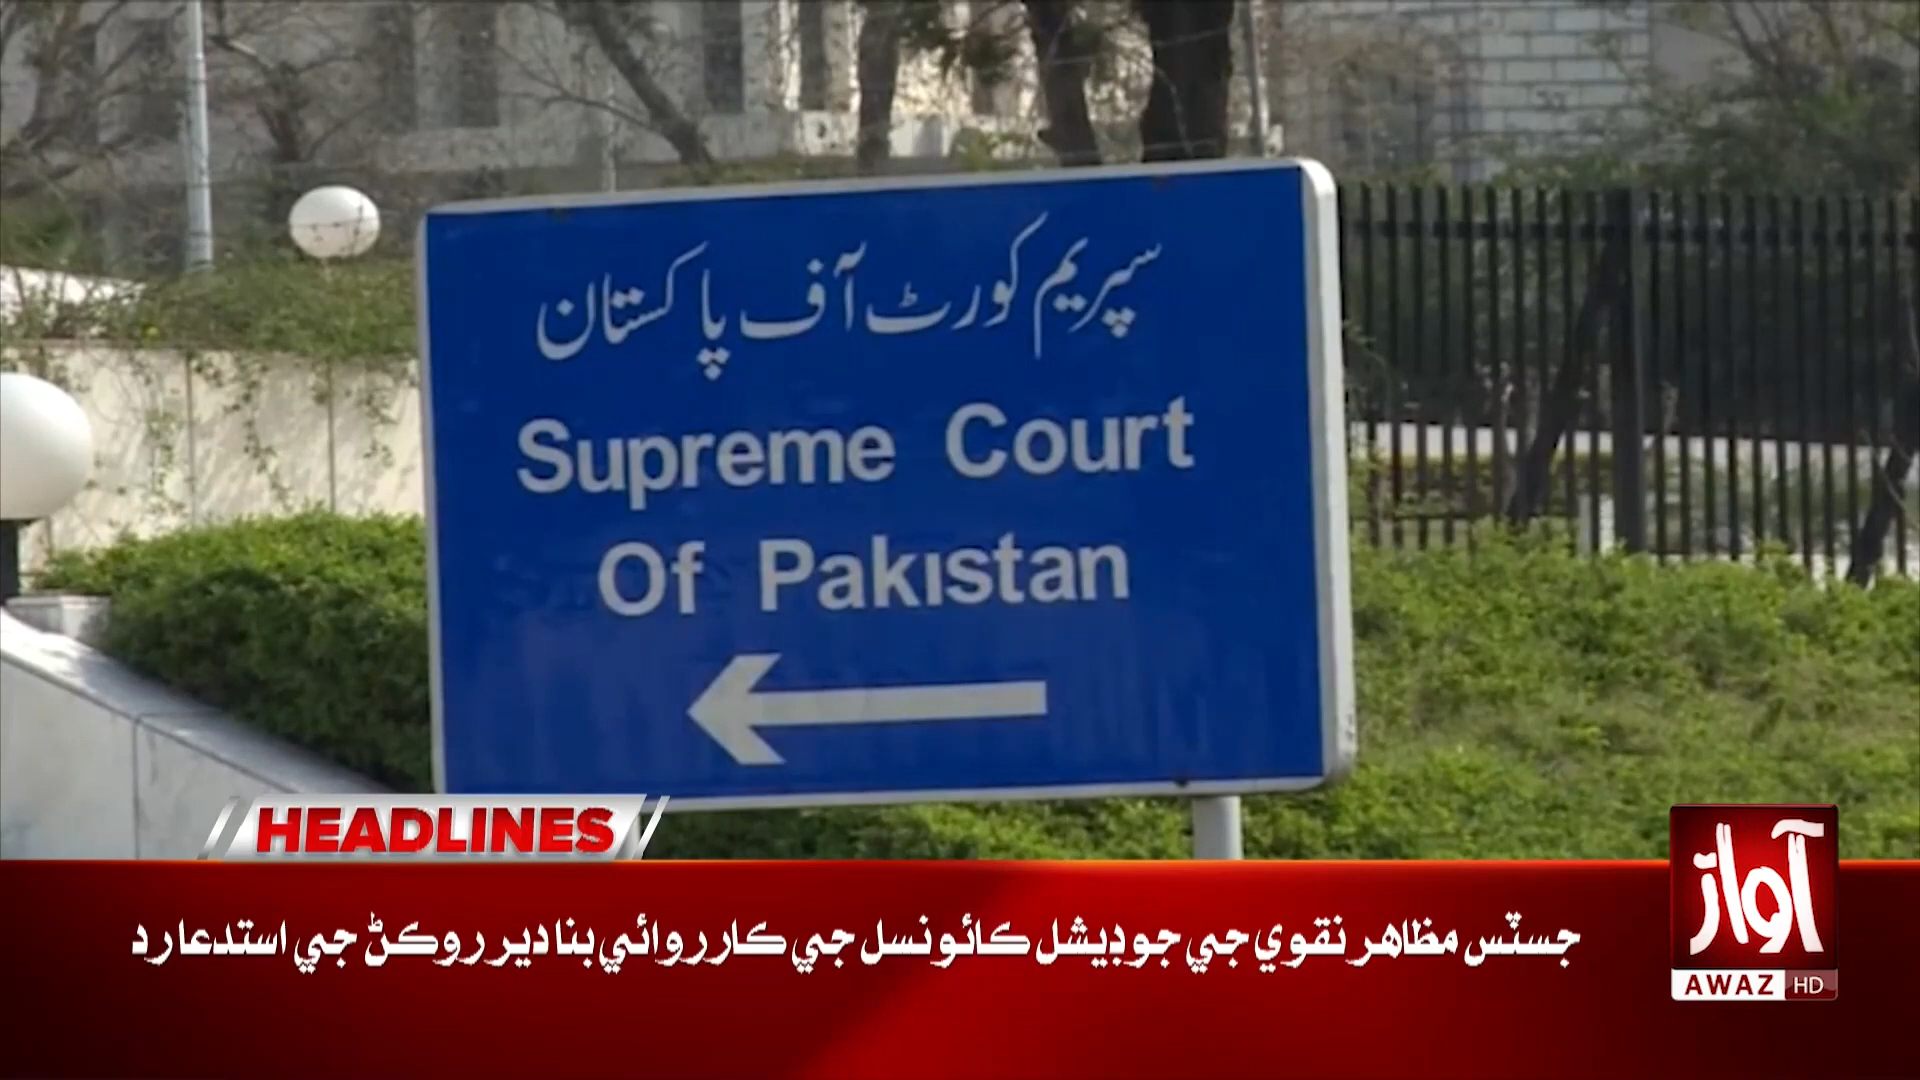 سپریم کورٹ آف پاکستان
Supreme Court
Of Pakistan
HEADLINES
جسٽس مظاهر نقوي جي جوڊيشل ڪائونسل جي ڪارروائي بنا دير روڪڻ جي استدعا رد
آواز
AWAZ HD